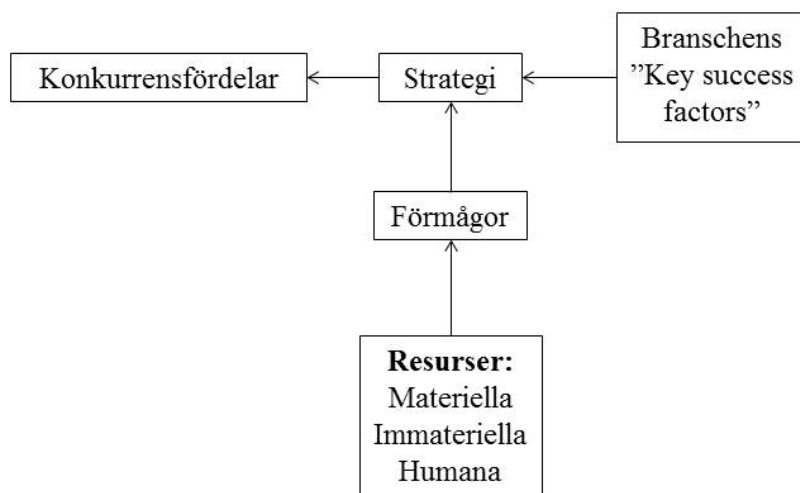 Konkurrensfördelar
Strategi
Branschens
”Key success
factors”
Förmågor
Resurser:
Materiella
Immateriella
Humana